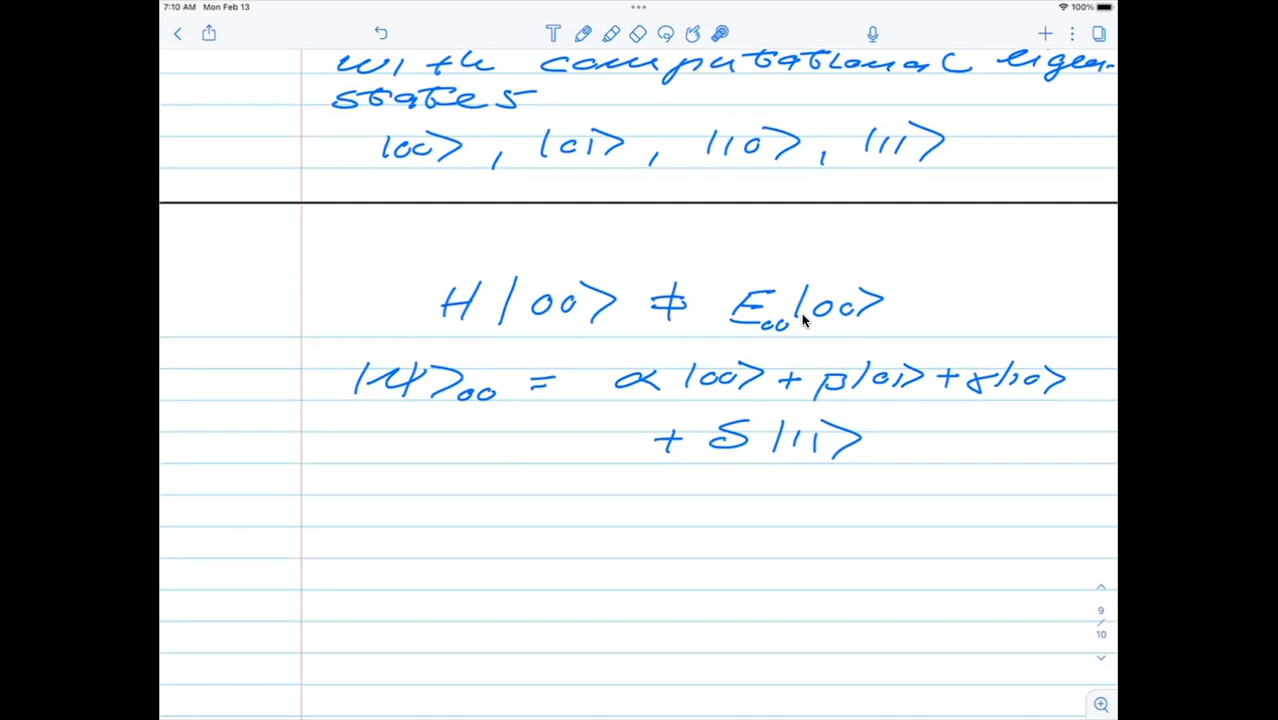 7:10 AM Mon Feb 13
100%
with computational eigen-
states
|00⟩, |01⟩, |10⟩, |11⟩
H|00⟩ ≠ E₀₀|00⟩
|ψ⟩₀₀ = α|00⟩ + β|01⟩ + γ|10⟩
+ δ|11⟩
9
/
10